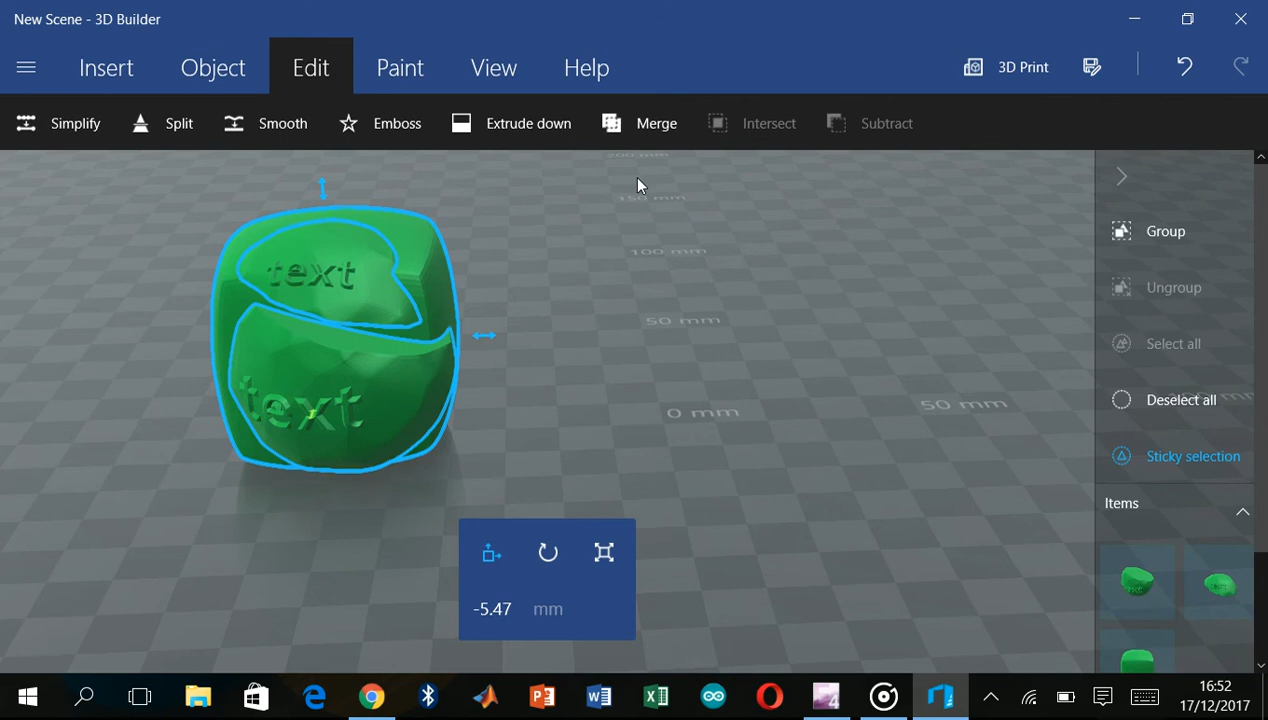 New Scene - 3D Builder
Insert Object Edit Paint View Help 3D Print
Simplify Split Smooth Emboss Extrude down Merge Intersect Subtract
200 mm
150 mm
100 mm
50 mm
0 mm
50 mm
text
text
Group
Ungroup
Select all
Deselect all
Sticky selection
Items
-5.47 mm
16:52
17/12/2017